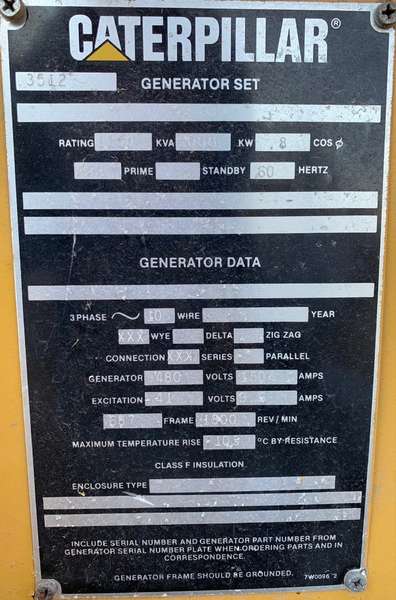 CATERPILLAR®
3512 GENERATOR SET
RATING KVA KW 8 COS ϕ
PRIME STANDBY 60 HERTZ
GENERATOR DATA
3 PHASE ~ 10 WIRE YEAR
XXX WYE DELTA ZIG ZAG
CONNECTION XXX SERIES PARALLEL
GENERATOR 480 VOLTS AMPS
EXCITATION 41 VOLTS AMPS
FRAME 1800 REV/MIN
MAXIMUM TEMPERATURE RISE 105 °C BY RESISTANCE
CLASS F INSULATION
ENCLOSURE TYPE
INCLUDE SERIAL NUMBER AND GENERATOR PART NUMBER FROM
GENERATOR SERIAL NUMBER PLATE WHEN ORDERING PARTS AND IN
CORRESPONDENCE.
GENERATOR FRAME SHOULD BE GROUNDED. 7W0096 2